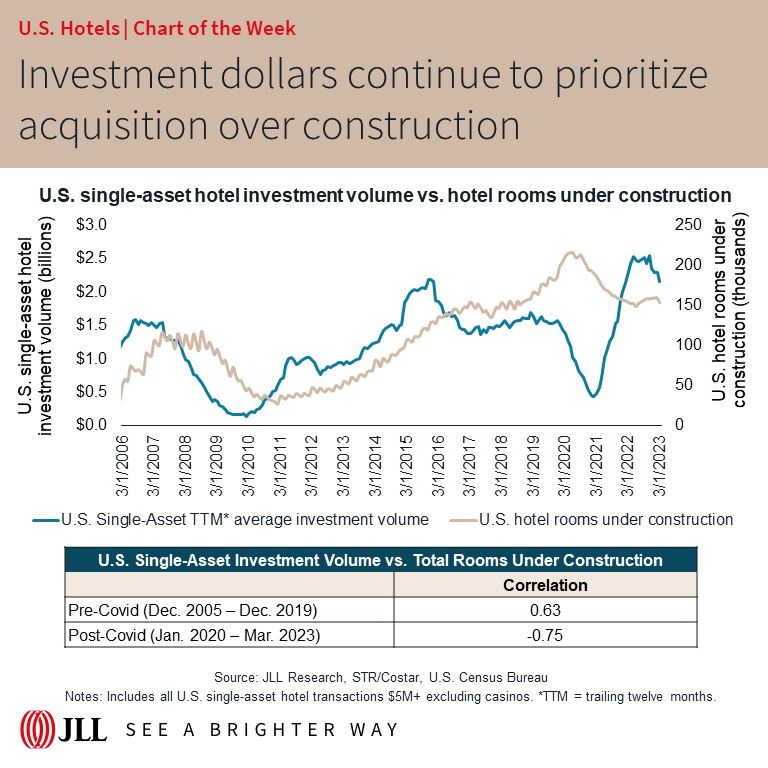 U.S. Hotels | Chart of the Week
Investment dollars continue to prioritize
acquisition over construction
U.S. single-asset hotel investment volume vs. hotel rooms under construction
U.S. single-asset hotel
investment volume (billions)
$3.0
$2.5
$2.0
$1.5
$1.0
$0.5
$0.0
250
200
150
100
50
0
U.S. hotel rooms under
construction (thousands)
3/1/2006
3/1/2007
3/1/2008
3/1/2009
3/1/2010
3/1/2011
3/1/2012
3/1/2013
3/1/2014
3/1/2015
3/1/2016
3/1/2017
3/1/2018
3/1/2019
3/1/2020
3/1/2021
3/1/2022
3/1/2023
U.S. Single-Asset TTM* average investment volume
U.S. hotel rooms under construction
U.S. Single-Asset Investment Volume vs. Total Rooms Under Construction
Correlation
Pre-Covid (Dec. 2005 – Dec. 2019) 0.63
Post-Covid (Jan. 2020 – Mar. 2023) -0.75
Source: JLL Research, STR/Costar, U.S. Census Bureau
Notes: Includes all U.S. single-asset hotel transactions $5M+ excluding casinos. *TTM = trailing twelve months.
JLL SEE A BRIGHTER WAY